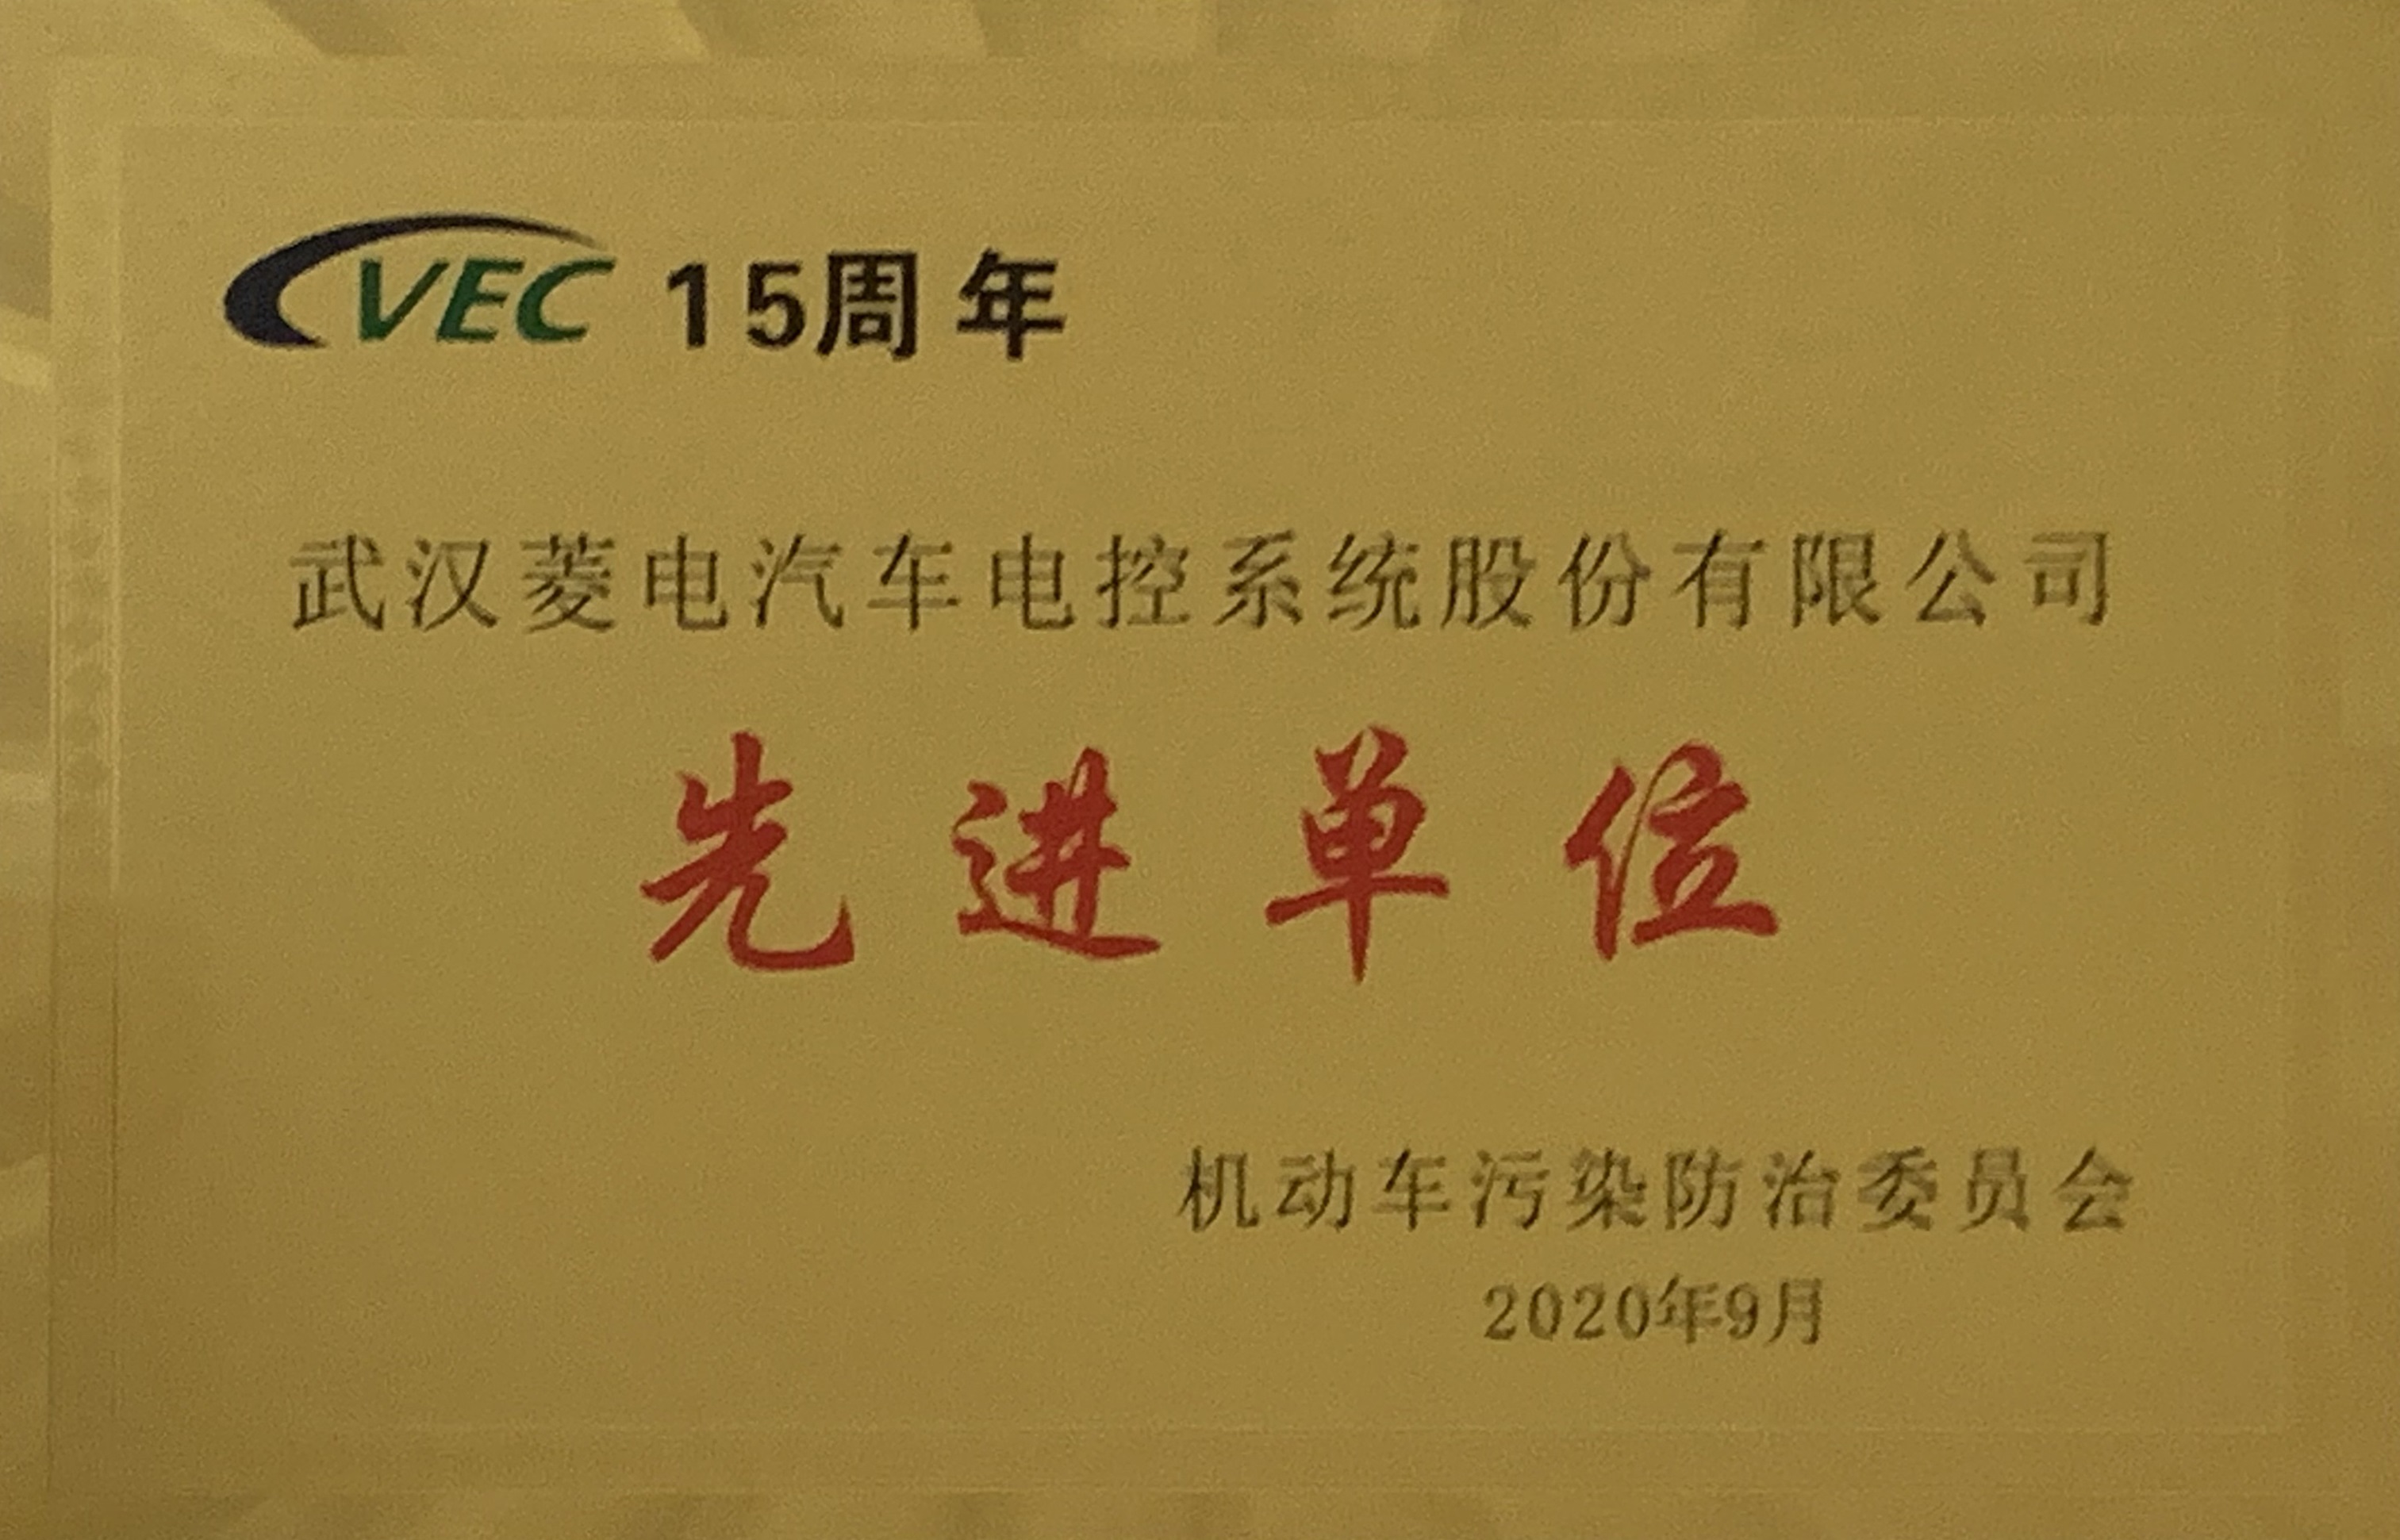 CVEC 15周年
武汉菱电汽车电控系统股份有限公司
先进单位
机动车污染防治委员会
2020年9月